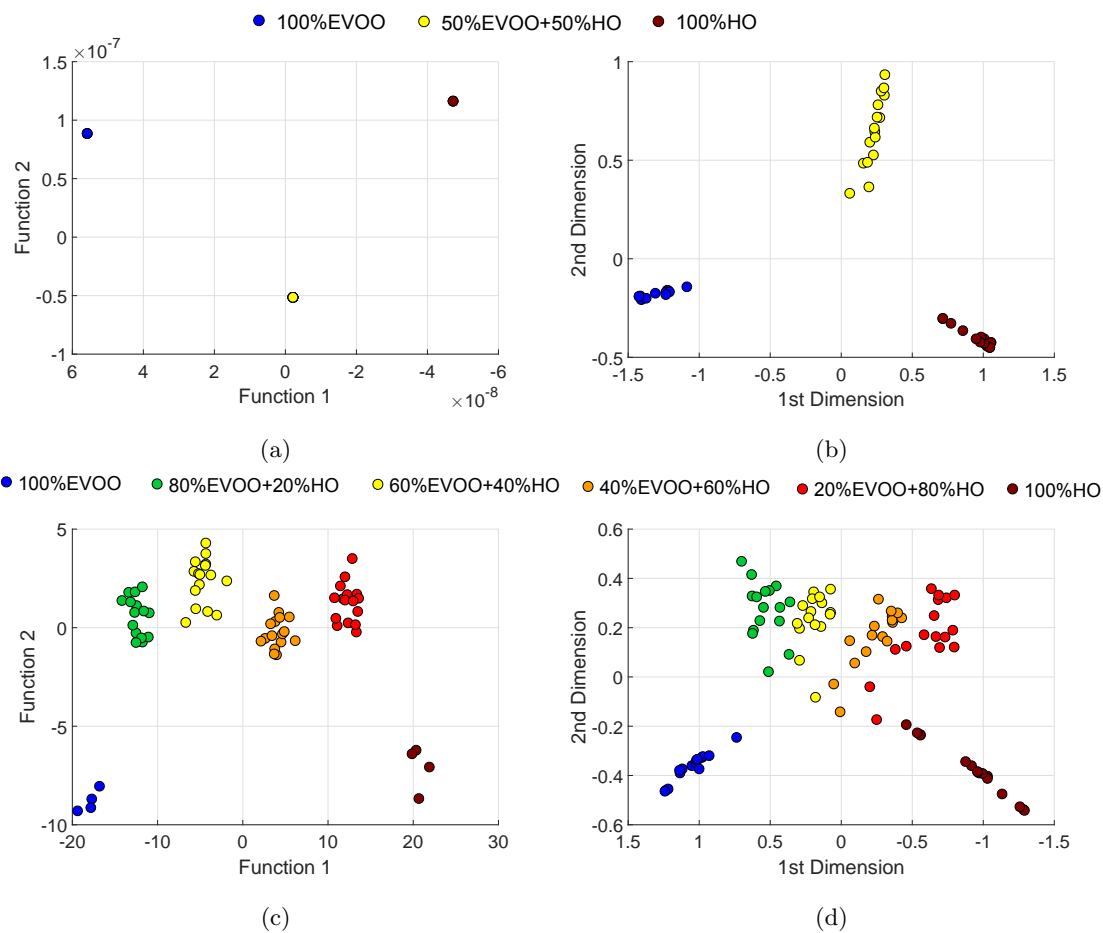 100%EVOO 50%EVOO+50%HO 100%HO
×10⁻⁷
1.5
1
0.5
0
-0.5
-1
Function 2
6 4 2 0 -2 -4 -6
Function 1
×10⁻⁸
(a)
1
0.5
0
-0.5
2nd Dimension
-1.5 -1 -0.5 0 0.5 1 1.5
1st Dimension
(b)
100%EVOO 80%EVOO+20%HO 60%EVOO+40%HO 40%EVOO+60%HO 20%EVOO+80%HO 100%HO
5
0
-5
-10
Function 2
-20 -10 0 10 20 30
Function 1
(c)
0.6
0.4
0.2
0
-0.2
-0.4
-0.6
2nd Dimension
1.5 1 0.5 0 -0.5 -1 -1.5
1st Dimension
(d)